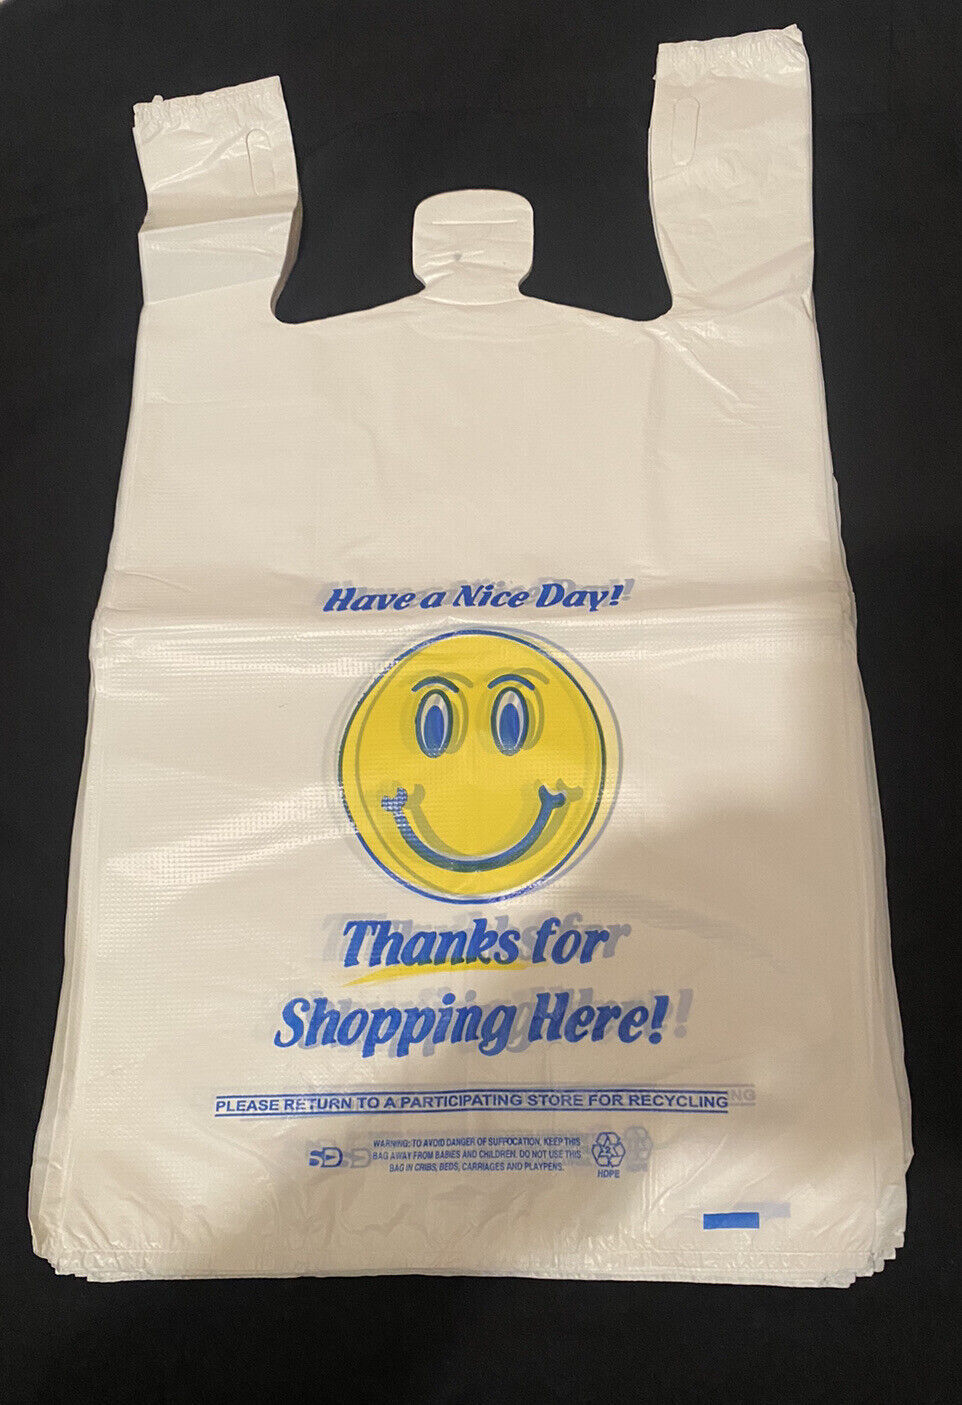 Have a Nice Day!
Thanks for
Shopping Here!
PLEASE RETURN TO A PARTICIPATING STORE FOR RECYCLING
WARNING: TO AVOID DANGER OF SUFFOCATION, KEEP THIS
BAG AWAY FROM BABIES AND CHILDREN. DO NOT USE THIS
BAG IN CRIBS, BEDS, CARRIAGES AND PLAYPENS.
2
HDPE